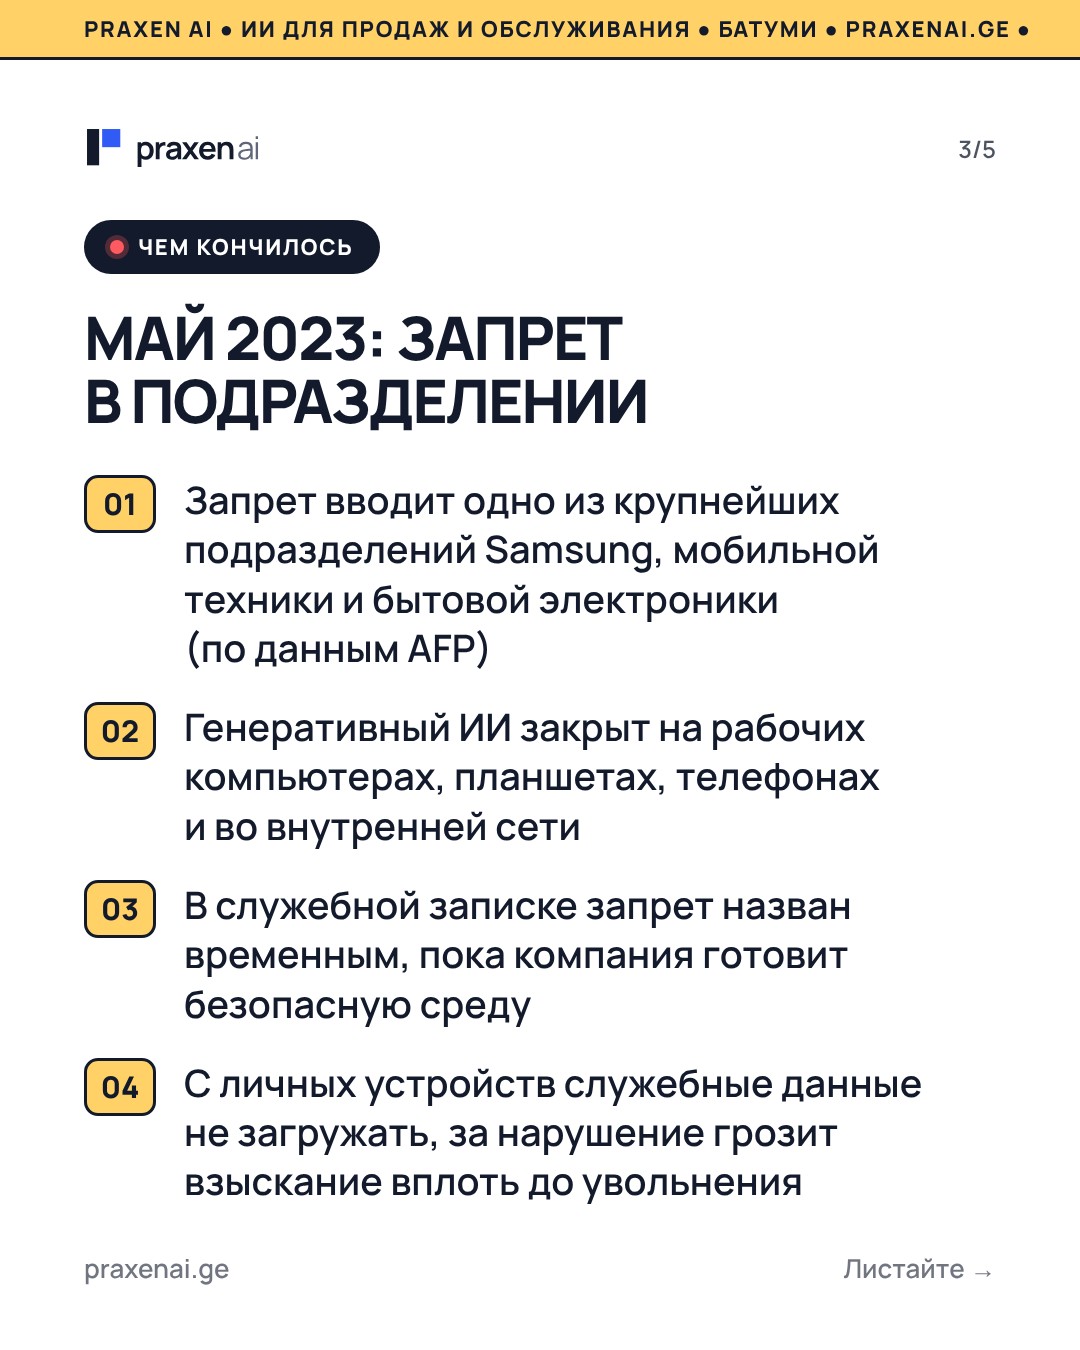 PRAXEN AI ● ИИ ДЛЯ ПРОДАЖ И ОБСЛУЖИВАНИЯ ● БАТУМИ ● PRAXENAI.GE ●
praxen ai
3/5
ЧЕМ КОНЧИЛОСЬ
МАЙ 2023: ЗАПРЕТ
В ПОДРАЗДЕЛЕНИИ
01 Запрет вводит одно из крупнейших
подразделений Samsung, мобильной
техники и бытовой электроники
(по данным AFP)
02 Генеративный ИИ закрыт на рабочих
компьютерах, планшетах, телефонах
и во внутренней сети
03 В служебной записке запрет назван
временным, пока компания готовит
безопасную среду
04 С личных устройств служебные данные
не загружать, за нарушение грозит
взыскание вплоть до увольнения
praxenai.ge
Листайте →